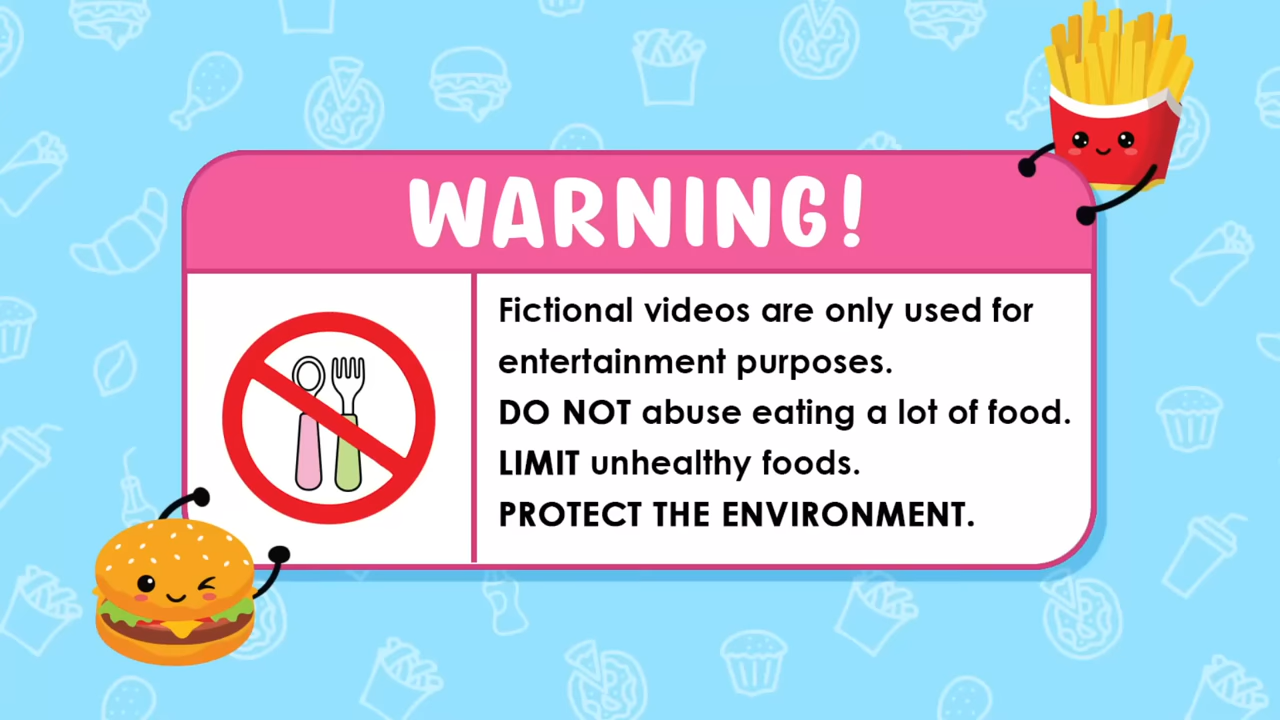 WARNING!
Fictional videos are only used for
entertainment purposes.
DO NOT abuse eating a lot of food.
LIMIT unhealthy foods.
PROTECT THE ENVIRONMENT.